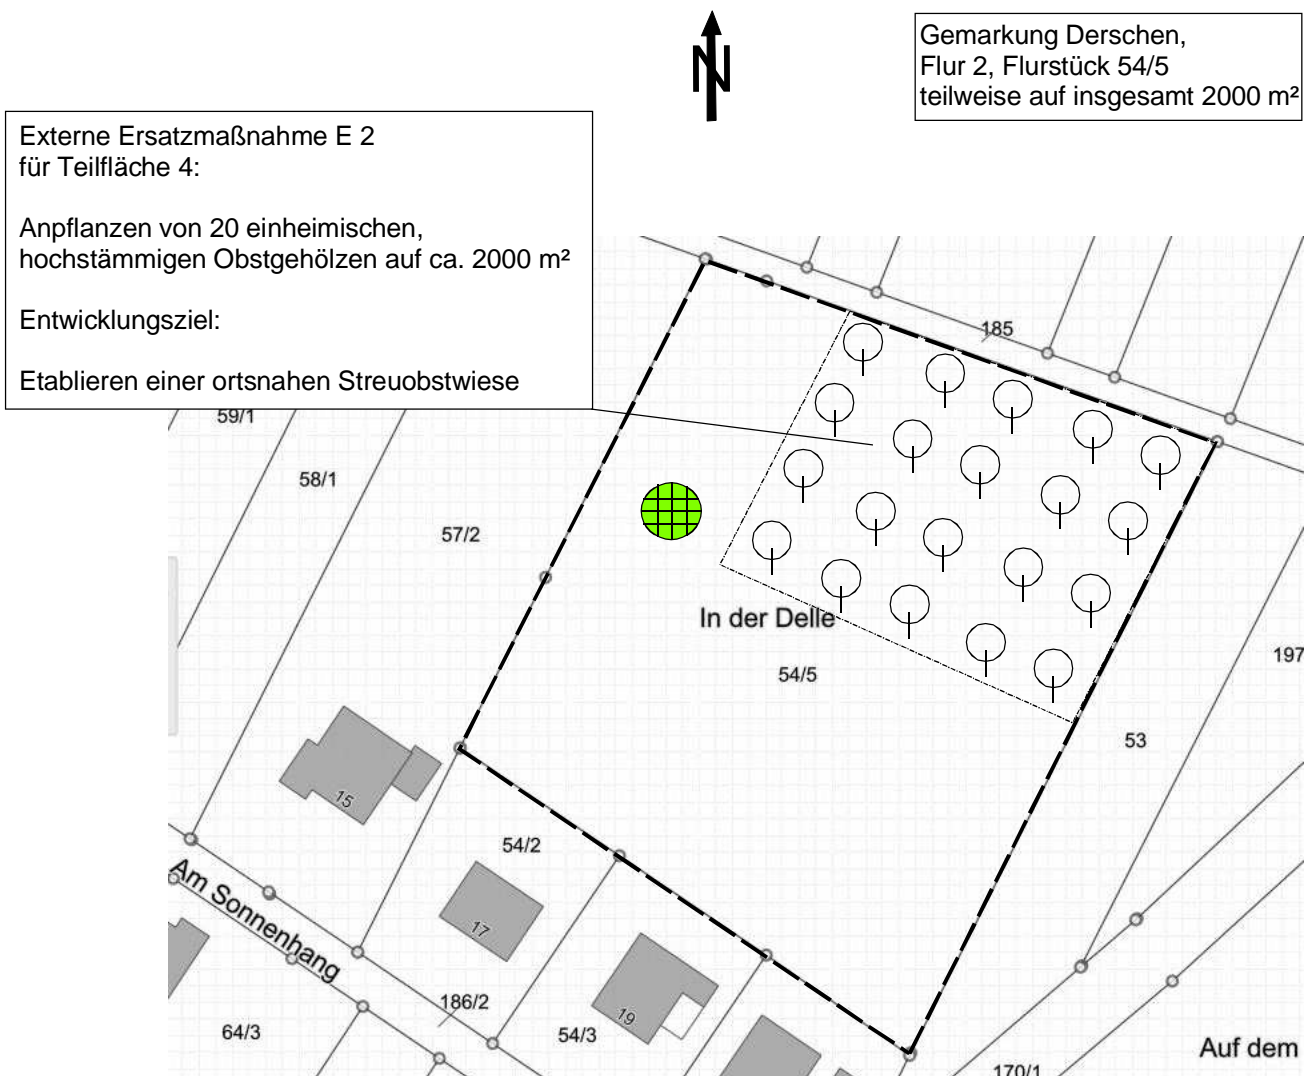 N
Gemarkung Derschen,
Flur 2, Flurstück 54/5
teilweise auf insgesamt 2000 m²
Externe Ersatzmaßnahme E 2
für Teilfläche 4:
Anpflanzen von 20 einheimischen,
hochstämmigen Obstgehölzen auf ca. 2000 m²
Entwicklungsziel:
Etablieren einer ortsnahen Streuobstwiese
185
59/1
58/1
57/2
In der Delle
54/5
197
53
15
54/2
Am Sonnenhang
17
186/2
19
64/3
54/3
Auf dem
170/1